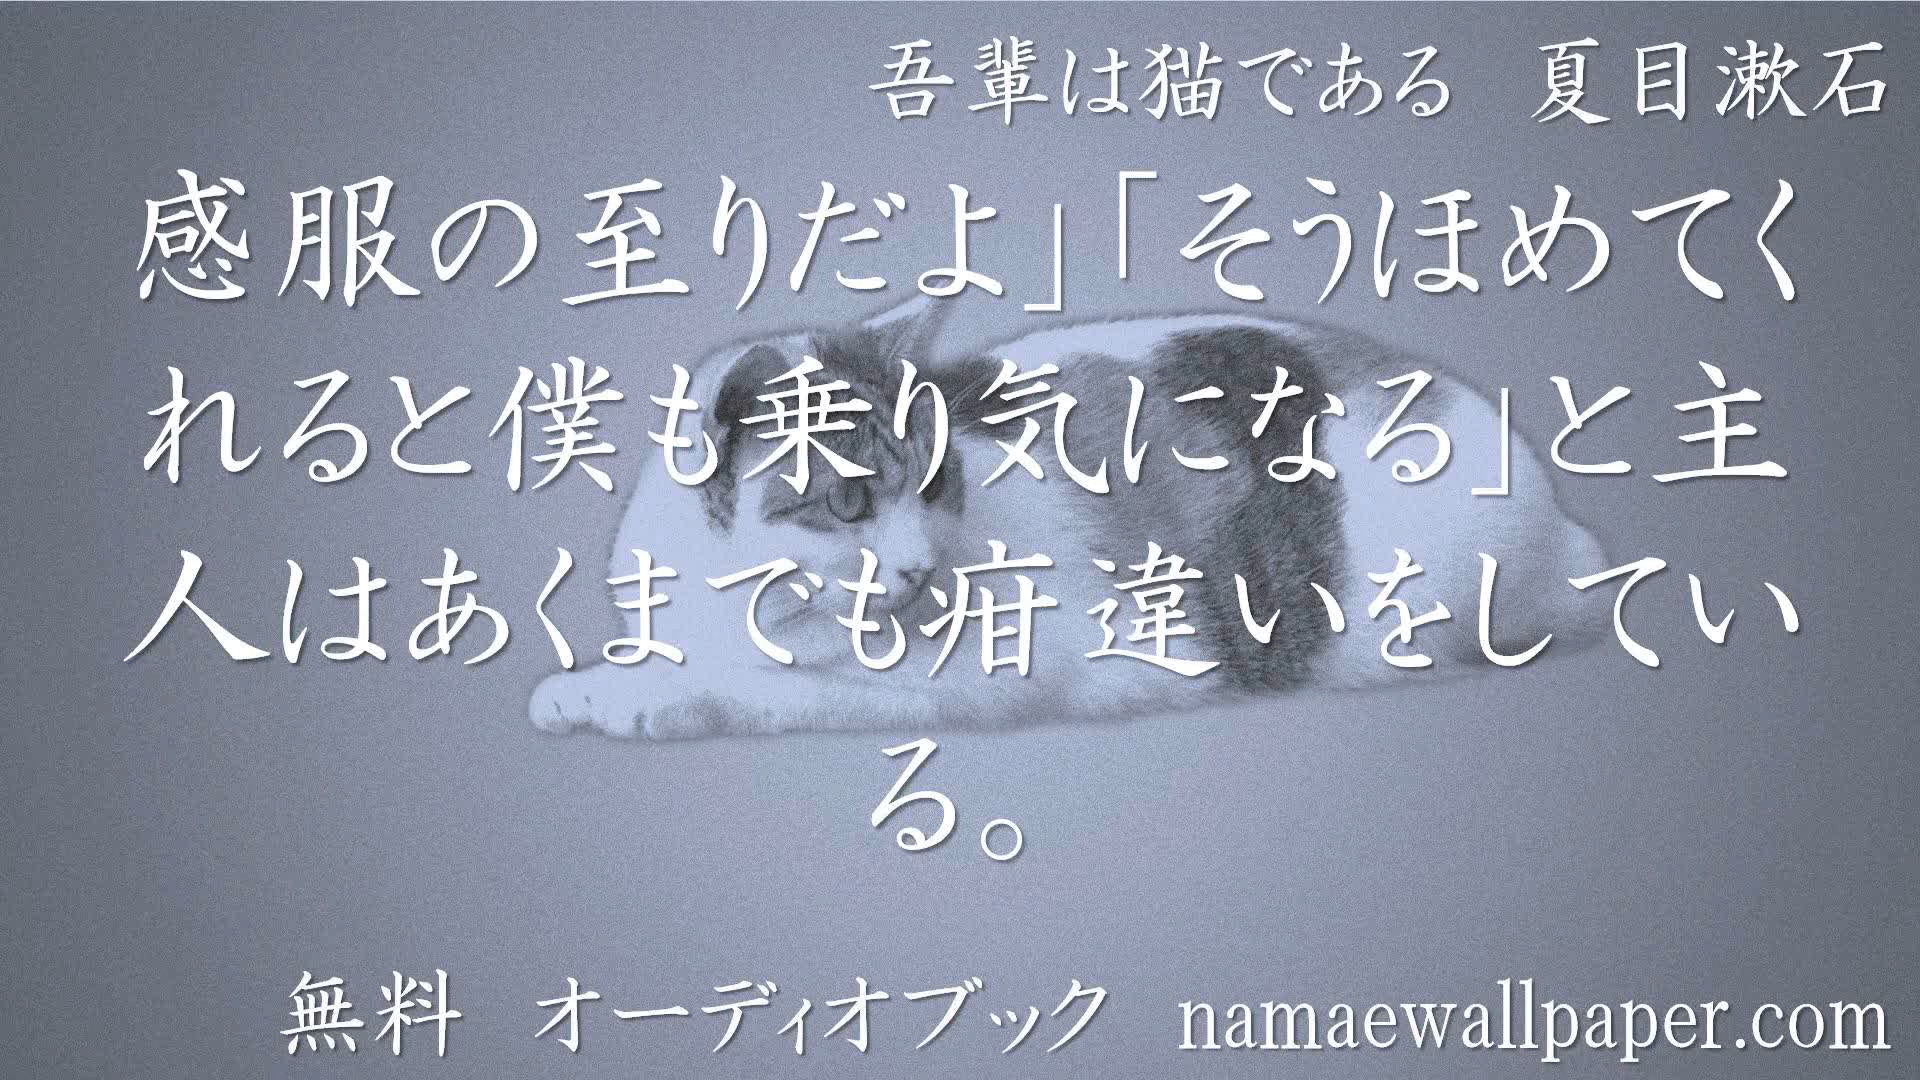 吾輩は猫である　夏目漱石
感服の至りだよ」「そうほめてく
れると僕も乗り気になる」と主
人はあくまでも疳違いをしてい
る。
無料　オーディオブック　namaewallpaper.com